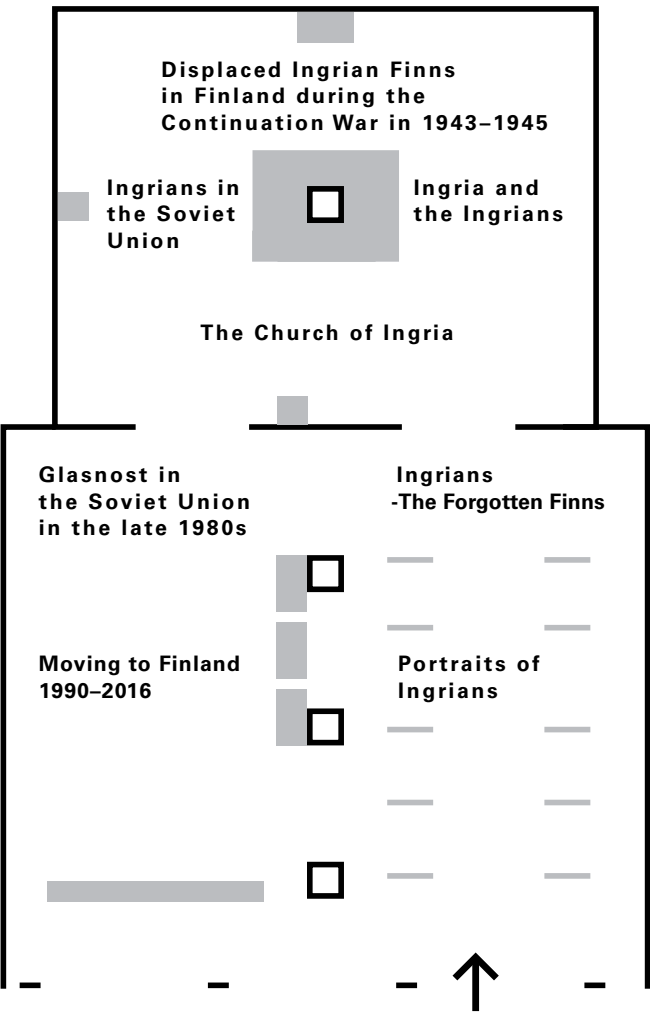 Displaced Ingrian Finns
in Finland during the
Continuation War in 1943–1945
Ingrians in
the Soviet
Union
Ingria and
the Ingrians
The Church of Ingria
Glasnost in
the Soviet Union
in the late 1980s
Ingrians
-The Forgotten Finns
Moving to Finland
1990–2016
Portraits of
Ingrians